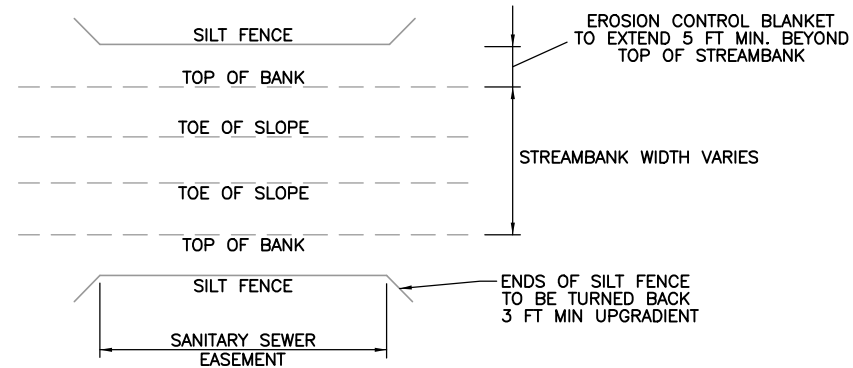 SILT FENCE
EROSION CONTROL BLANKET
TO EXTEND 5 FT MIN. BEYOND
TOP OF STREAMBANK
TOP OF BANK
TOE OF SLOPE
STREAMBANK WIDTH VARIES
TOE OF SLOPE
TOP OF BANK
SILT FENCE
ENDS OF SILT FENCE
TO BE TURNED BACK
3 FT MIN UPGRADIENT
SANITARY SEWER
EASEMENT